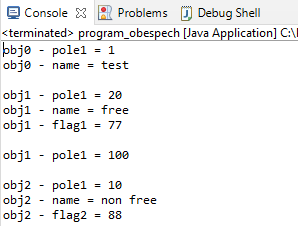 Console Problems Debug Shell
<terminated> program_obespech [Java Application] C:\
obj0 - pole1 = 1
obj0 - name = test
obj1 - pole1 = 20
obj1 - name = free
obj1 - flag1 = 77
obj1 - pole1 = 100
obj2 - pole1 = 10
obj2 - name = non free
obj2 - flag2 = 88